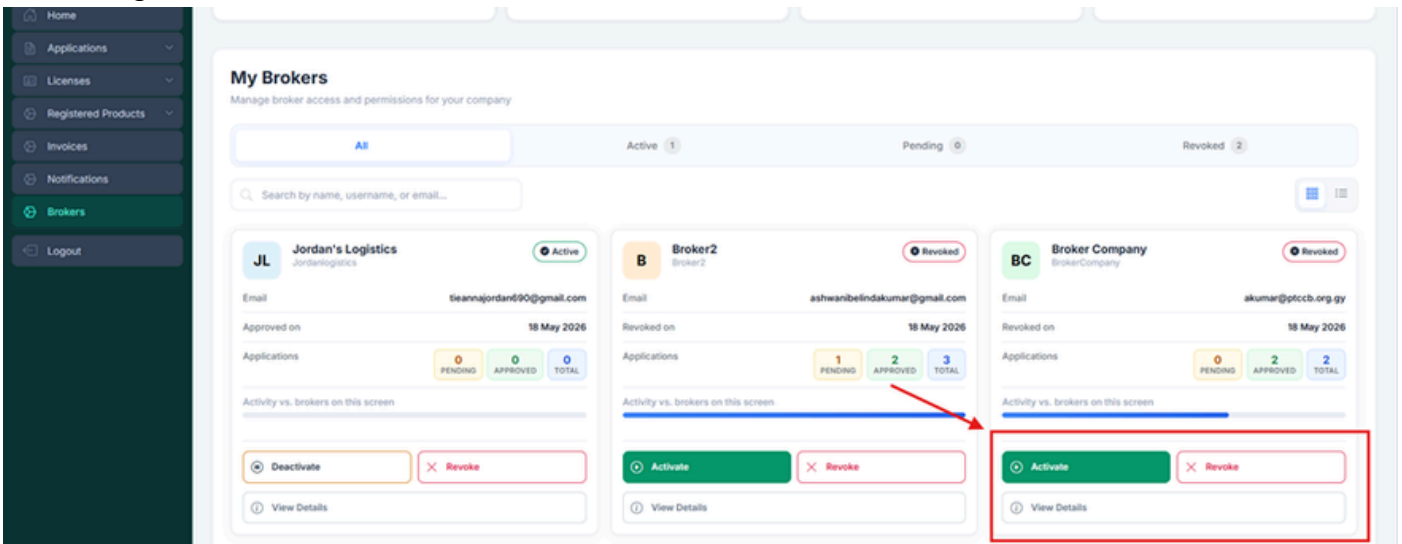 Home
Applications
Licenses
Registered Products
Invoices
Notifications
Brokers
Logout
My Brokers
Manage broker access and permissions for your company
All
Active 1
Pending 0
Revoked 2
Search by name, username, or email...
JL
Jordan's Logistics
Jordanlogistics
Active
Email
tieannajordan690@gmail.com
Approved on
18 May 2026
Applications
0 PENDING
0 APPROVED
0 TOTAL
Activity vs. brokers on this screen
Deactivate
Revoke
View Details
B
Broker2
Broker2
Revoked
Email
ashwanibelindakumar@gmail.com
Revoked on
18 May 2026
Applications
1 PENDING
2 APPROVED
3 TOTAL
Activity vs. brokers on this screen
Activate
Revoke
View Details
BC
Broker Company
BrokerCompany
Revoked
Email
akumar@ptccb.org.gy
Revoked on
18 May 2026
Applications
0 PENDING
2 APPROVED
2 TOTAL
Activity vs. brokers on this screen
Activate
Revoke
View Details